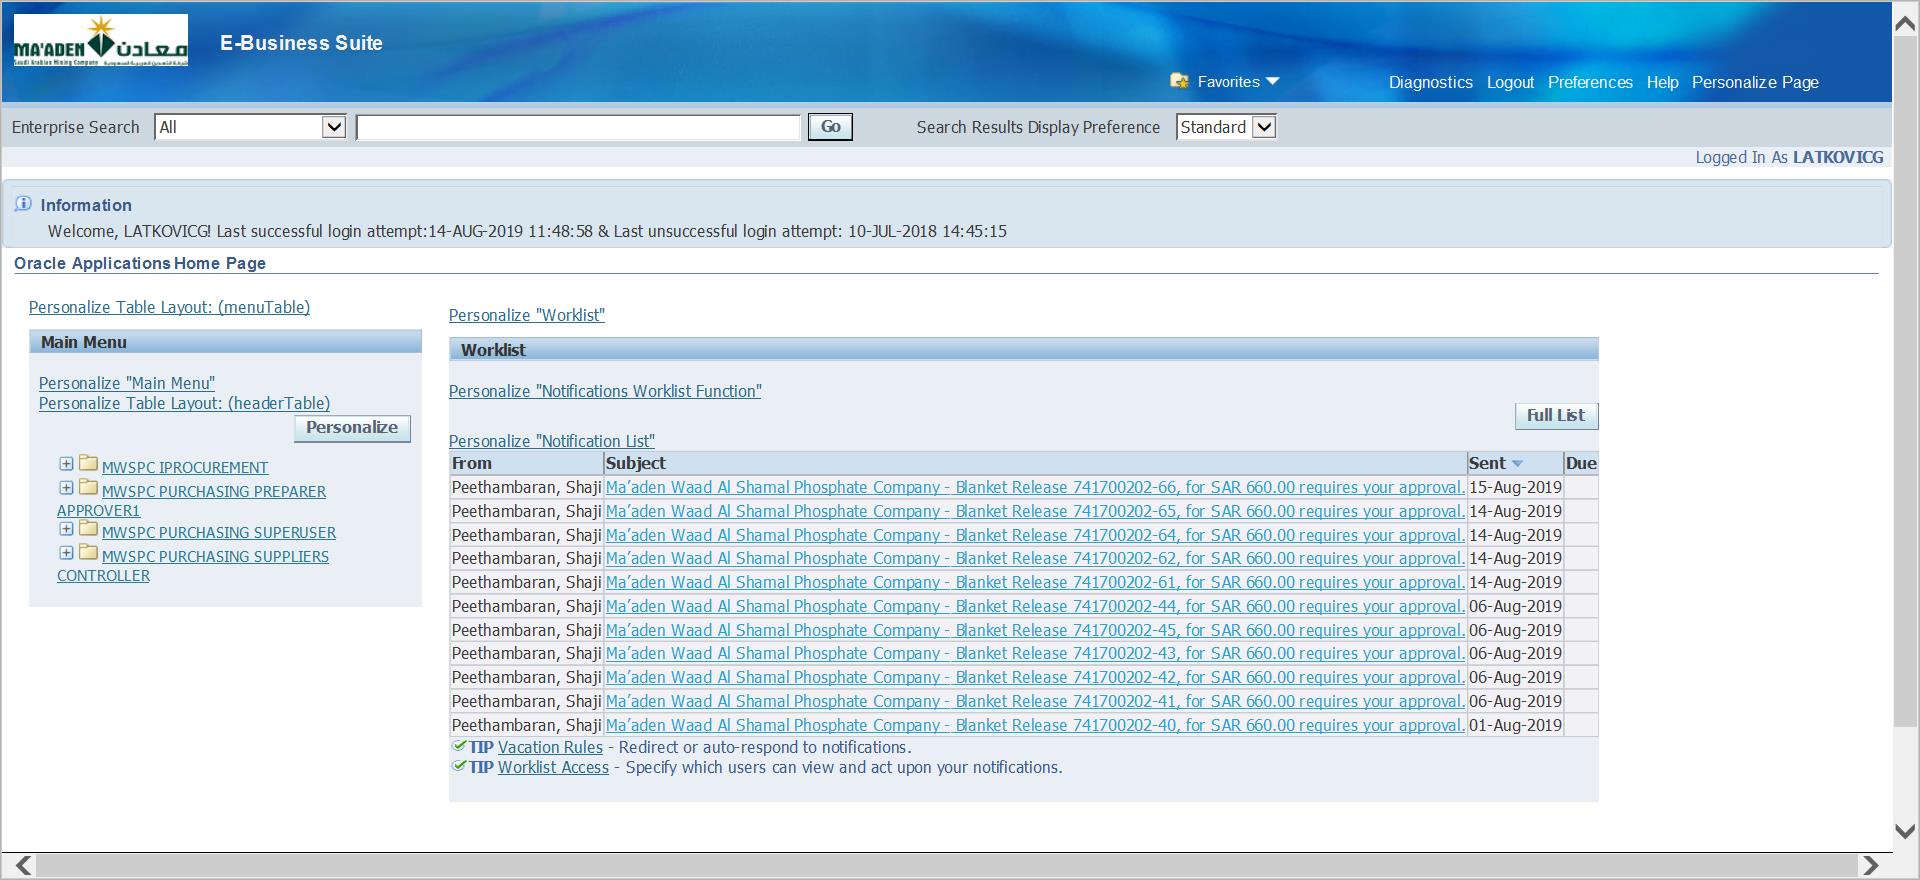 MA'ADEN معادن
Saudi Arabian Mining Company
E-Business Suite
Favorites
Diagnostics Logout Preferences Help Personalize Page
Enterprise Search All Go Search Results Display Preference Standard
Logged In As LATKOVICG
Information
Welcome, LATKOVICG! Last successful login attempt:14-AUG-2019 11:48:58 & Last unsuccessful login attempt: 10-JUL-2018 14:45:15
Oracle Applications Home Page
Personalize Table Layout: (menuTable)
Main Menu
Personalize "Main Menu"
Personalize Table Layout: (headerTable)
Personalize
MWSPC IPROCUREMENT
MWSPC PURCHASING PREPARER
APPROVER1
MWSPC PURCHASING SUPERUSER
MWSPC PURCHASING SUPPLIERS
CONTROLLER
Personalize "Worklist"
Worklist
Personalize "Notifications Worklist Function"
Full List
Personalize "Notification List"
From Subject Sent Due
Peethambaran, Shaji Ma’aden Waad Al Shamal Phosphate Company - Blanket Release 741700202-66, for SAR 660.00 requires your approval. 15-Aug-2019
Peethambaran, Shaji Ma’aden Waad Al Shamal Phosphate Company - Blanket Release 741700202-65, for SAR 660.00 requires your approval. 14-Aug-2019
Peethambaran, Shaji Ma’aden Waad Al Shamal Phosphate Company - Blanket Release 741700202-64, for SAR 660.00 requires your approval. 14-Aug-2019
Peethambaran, Shaji Ma’aden Waad Al Shamal Phosphate Company - Blanket Release 741700202-62, for SAR 660.00 requires your approval. 14-Aug-2019
Peethambaran, Shaji Ma’aden Waad Al Shamal Phosphate Company - Blanket Release 741700202-61, for SAR 660.00 requires your approval. 14-Aug-2019
Peethambaran, Shaji Ma’aden Waad Al Shamal Phosphate Company - Blanket Release 741700202-44, for SAR 660.00 requires your approval. 06-Aug-2019
Peethambaran, Shaji Ma’aden Waad Al Shamal Phosphate Company - Blanket Release 741700202-45, for SAR 660.00 requires your approval. 06-Aug-2019
Peethambaran, Shaji Ma’aden Waad Al Shamal Phosphate Company - Blanket Release 741700202-43, for SAR 660.00 requires your approval. 06-Aug-2019
Peethambaran, Shaji Ma’aden Waad Al Shamal Phosphate Company - Blanket Release 741700202-42, for SAR 660.00 requires your approval. 06-Aug-2019
Peethambaran, Shaji Ma’aden Waad Al Shamal Phosphate Company - Blanket Release 741700202-41, for SAR 660.00 requires your approval. 06-Aug-2019
Peethambaran, Shaji Ma’aden Waad Al Shamal Phosphate Company - Blanket Release 741700202-40, for SAR 660.00 requires your approval. 01-Aug-2019
TIP Vacation Rules - Redirect or auto-respond to notifications.
TIP Worklist Access - Specify which users can view and act upon your notifications.